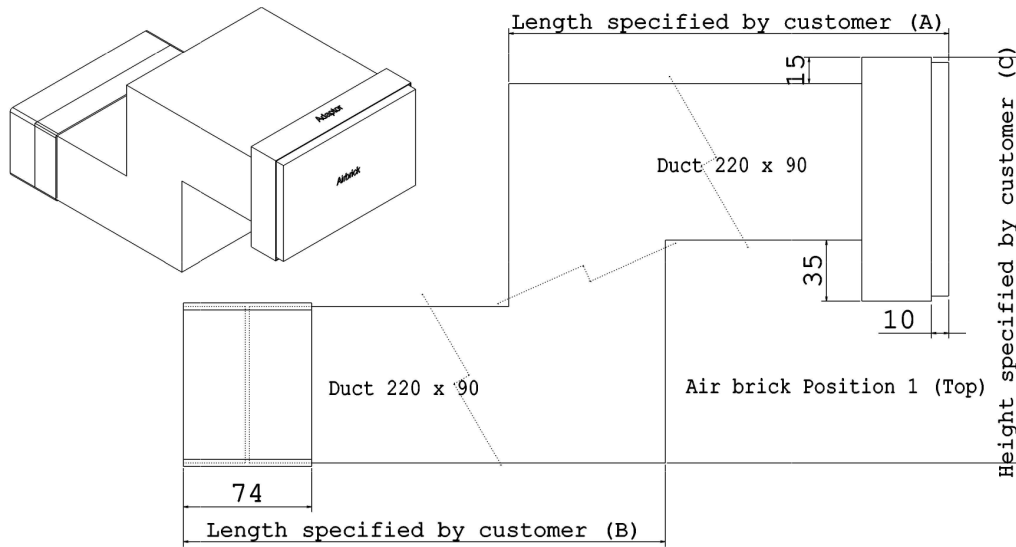 Length specified by customer (A)
15
Adaptor
Airbrick
Duct 220 x 90
Height specified by customer (C)
35
10
Duct 220 x 90
Air brick Position 1 (Top)
74
Length specified by customer (B)